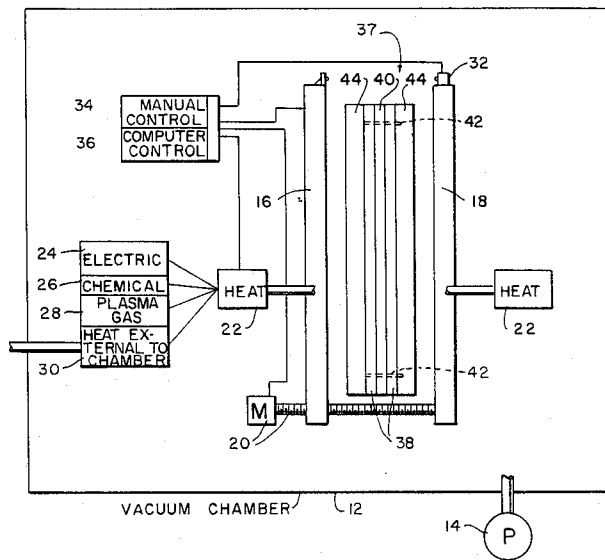 37
32
44
40
44
34
MANUAL
CONTROL
36
COMPUTER
CONTROL
42
16
18
24
ELECTRIC
26
CHEMICAL
28
PLASMA
GAS
HEAT EX-
TERNAL TO
CHAMBER
30
HEAT
22
HEAT
22
42
M
20
20
38
VACUUM CHAMBER
12
14
P